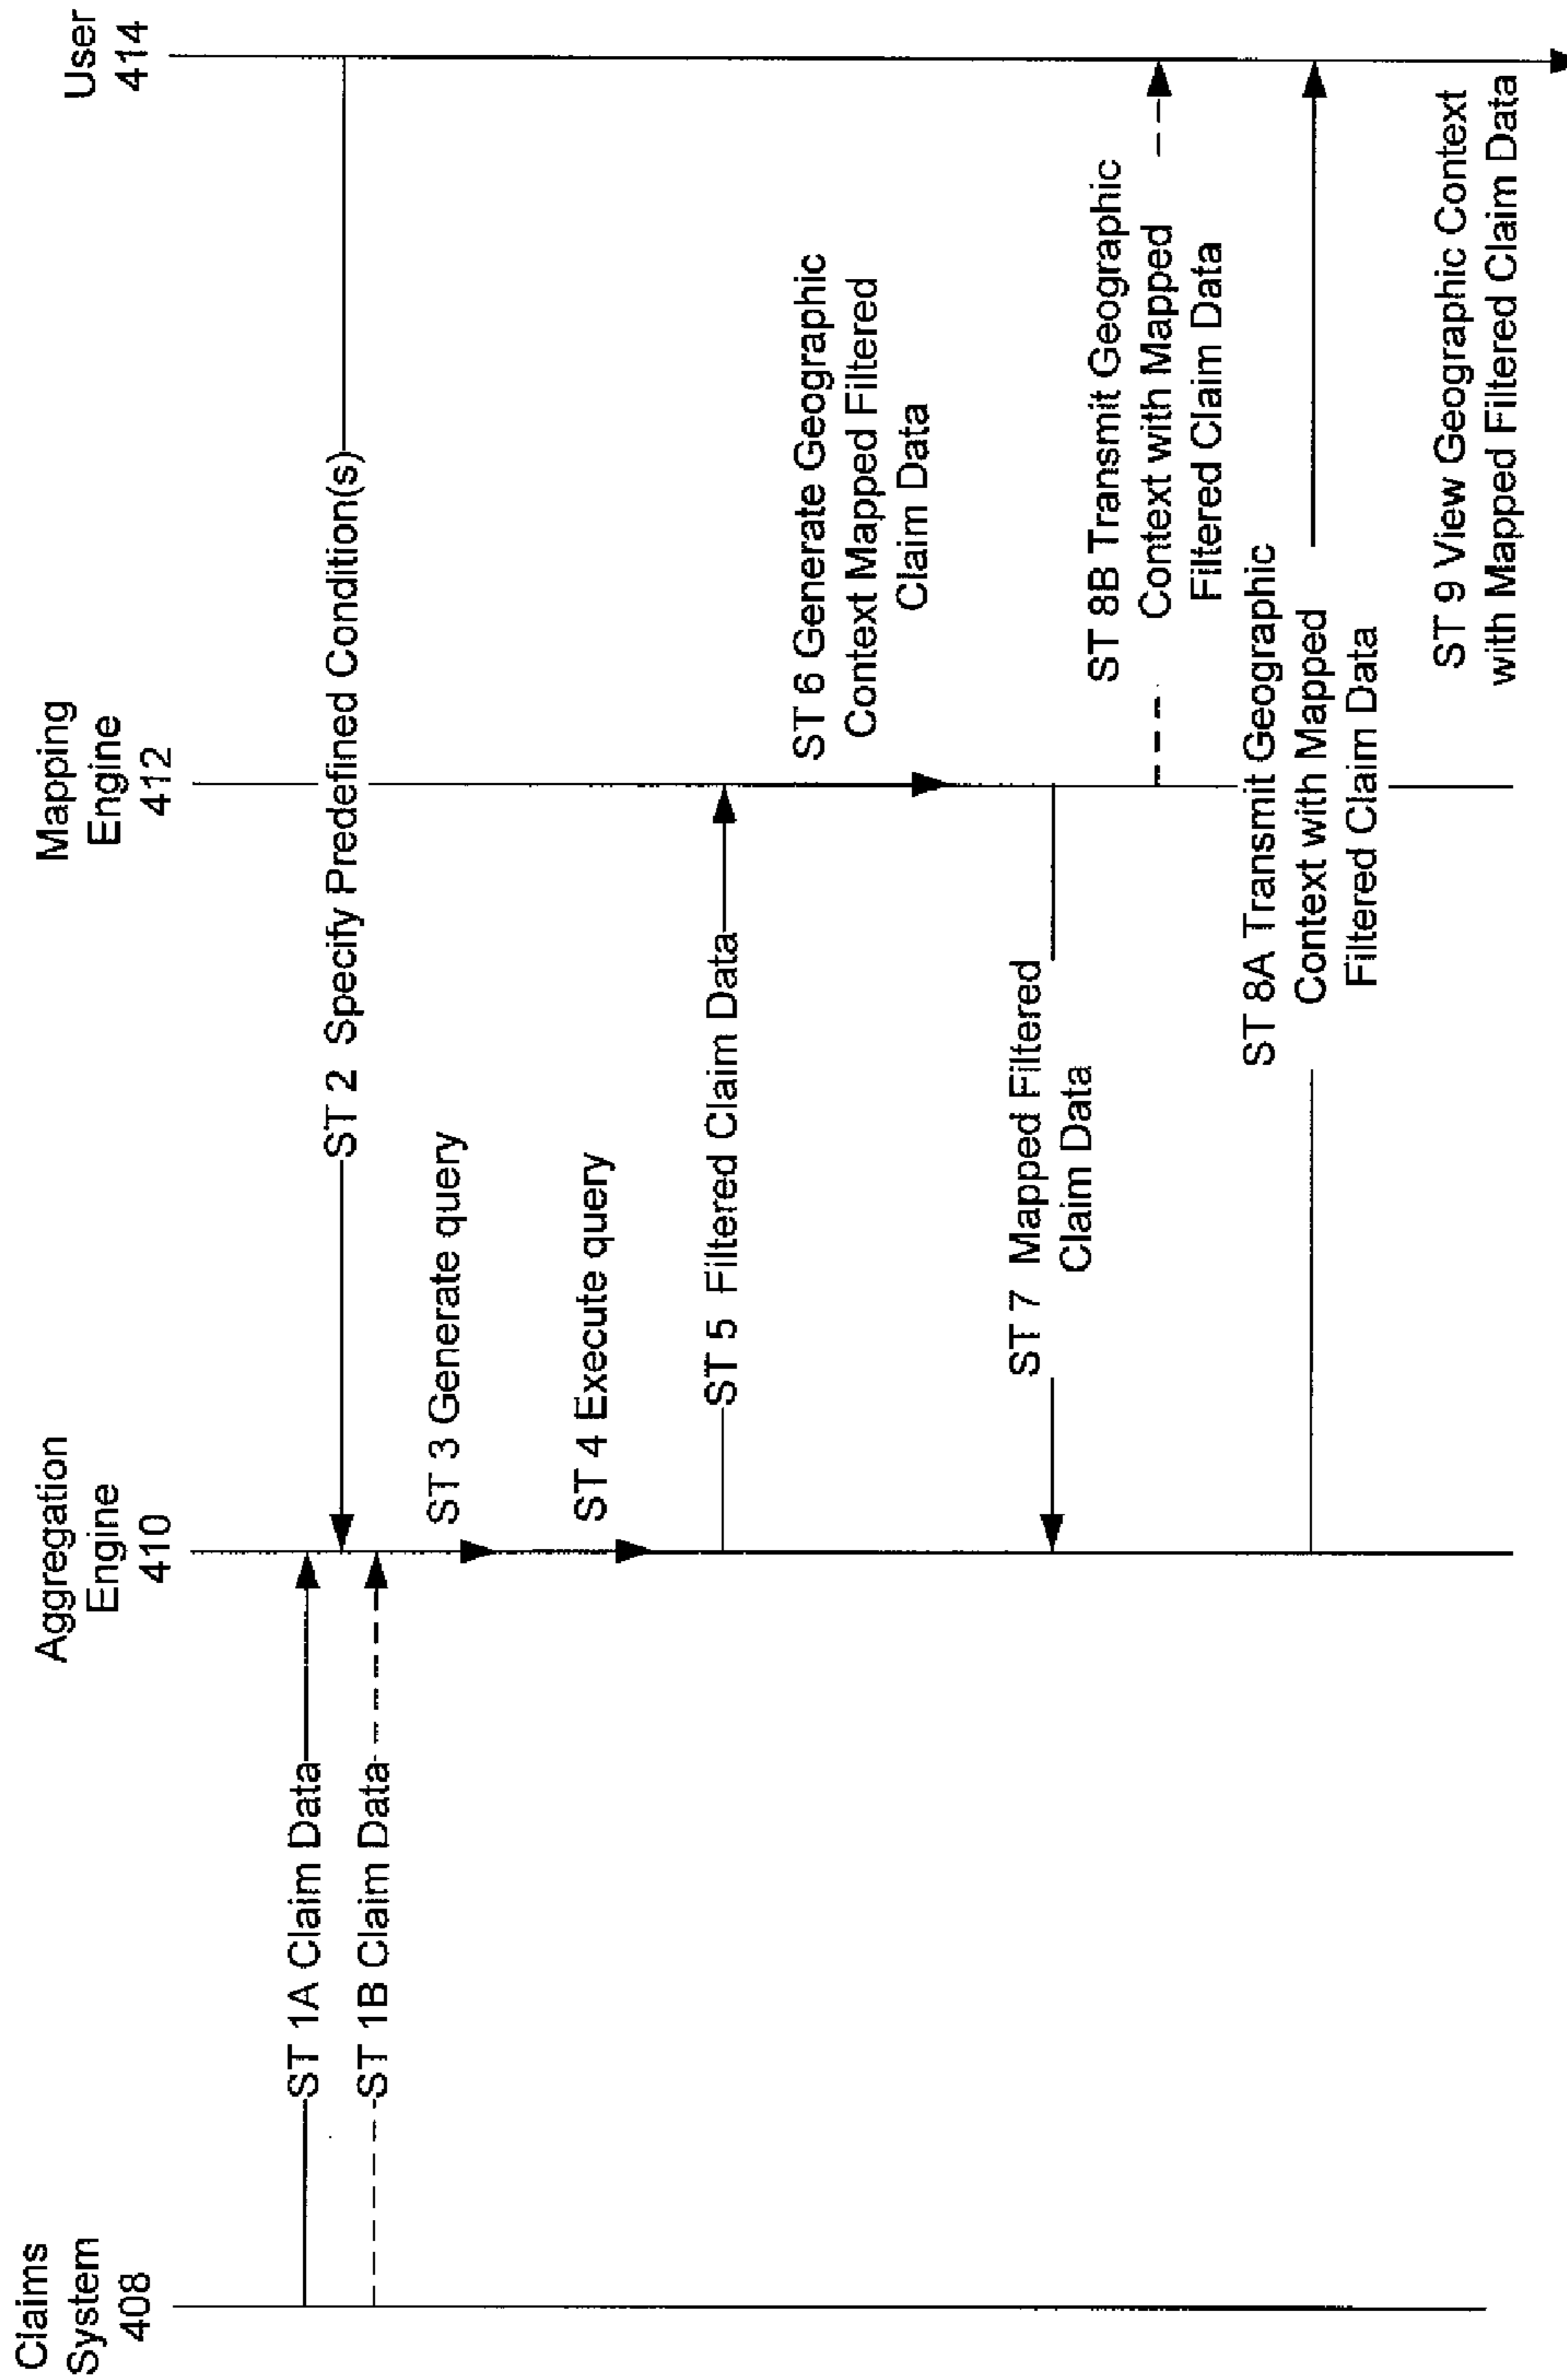 Claims
System
408
Aggregation
Engine
410
Mapping
Engine
412
User
414
ST 1A Claim Data
ST 2 Specify Predefined Condition(s)
ST 1B Claim Data
ST 3 Generate query
ST 4 Execute query
ST 5 Filtered Claim Data
ST 6 Generate Geographic
Context Mapped Filtered
Claim Data
ST 7 Mapped Filtered
Claim Data
ST 8B Transmit Geographic
Context with Mapped
Filtered Claim Data
ST 8A Transmit Geographic
Context with Mapped
Filtered Claim Data
ST 9 View Geographic Context
with Mapped Filtered Claim Data